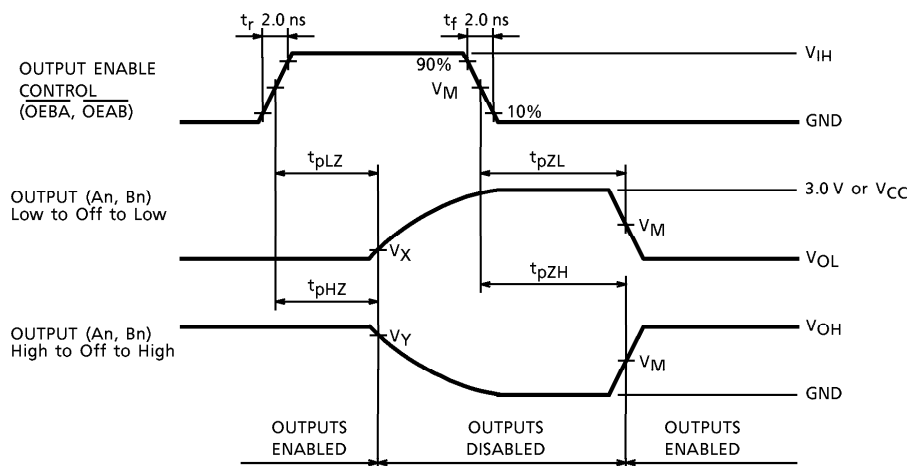 tr 2.0 ns
tf 2.0 ns
OUTPUT ENABLE
CONTROL
(OEBA, OEAB)
90%
VM
10%
VIH
GND
tpLZ
tpZL
OUTPUT (An, Bn)
Low to Off to Low
3.0 V or VCC
VM
VX
VOL
tpHZ
tpZH
OUTPUT (An, Bn)
High to Off to High
VOH
VY
VM
GND
OUTPUTS
ENABLED
OUTPUTS
DISABLED
OUTPUTS
ENABLED